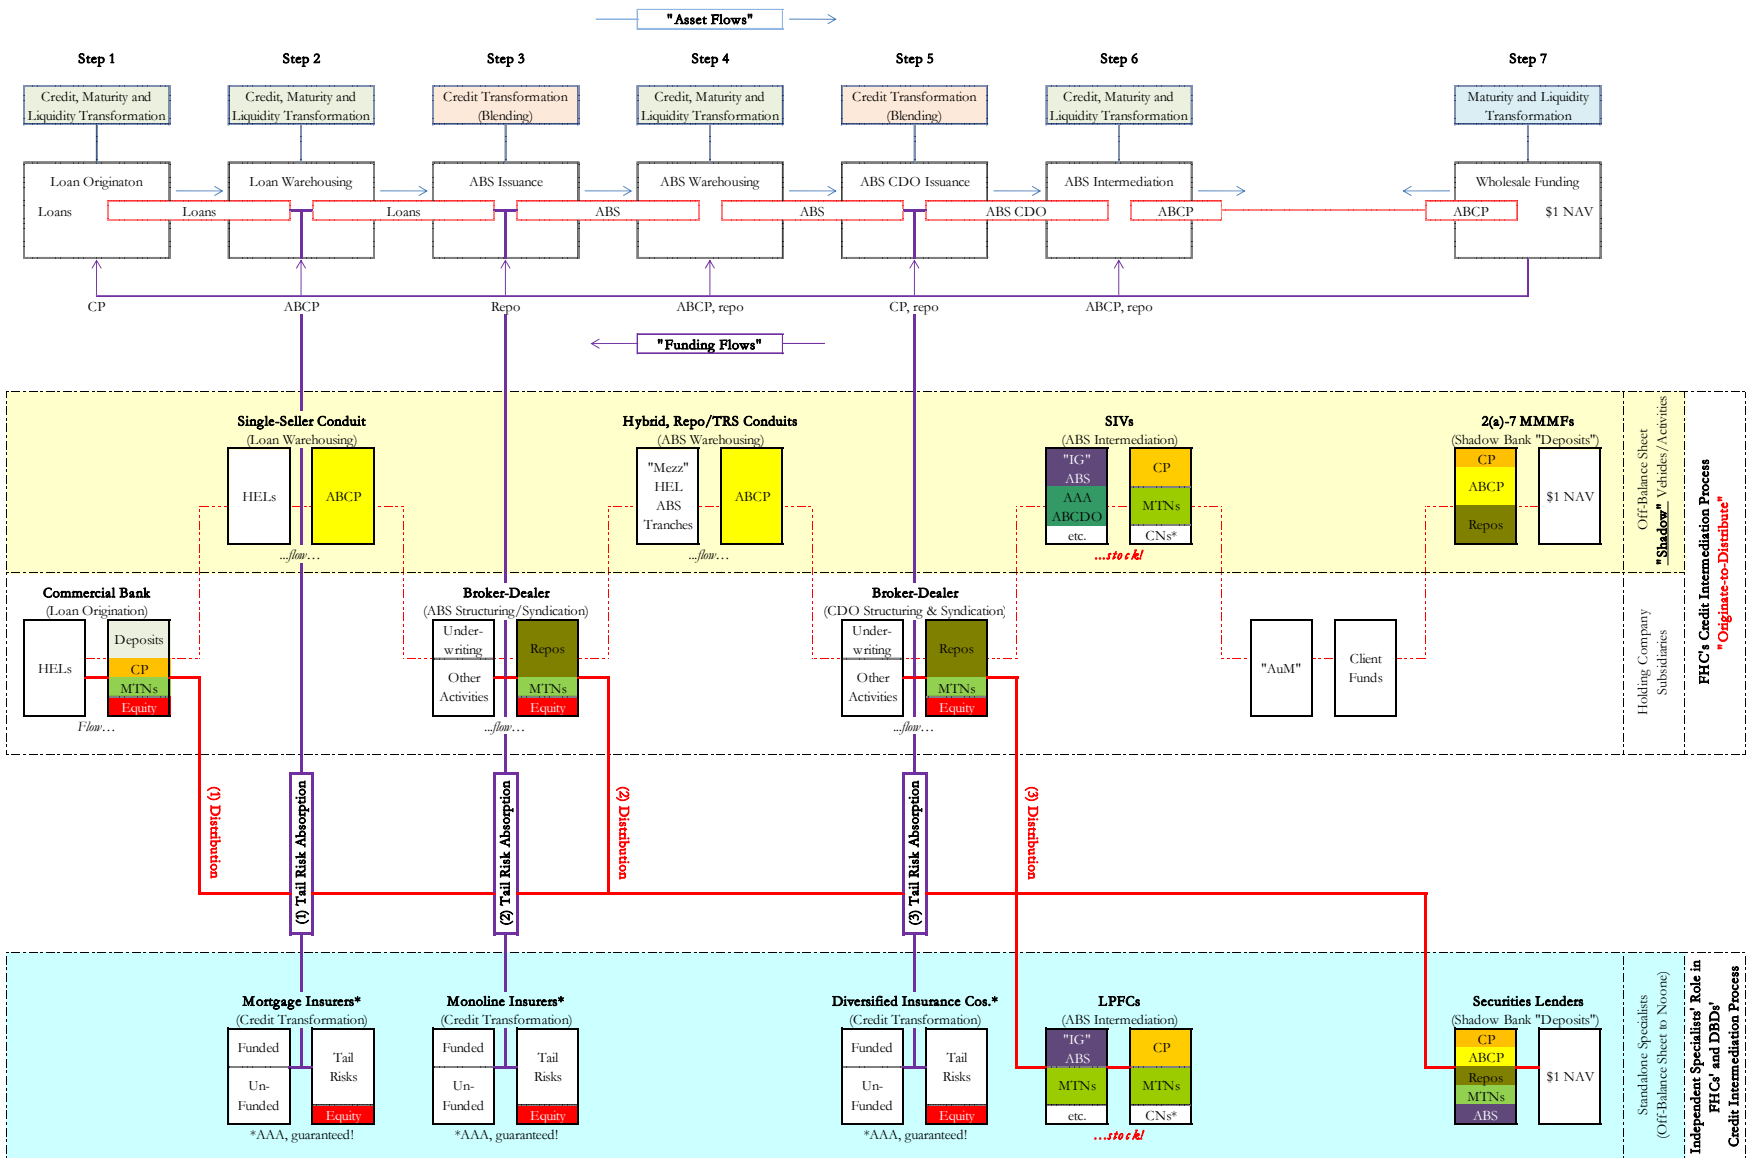 "Asset Flows"
Step 1
Step 2
Step 3
Step 4
Step 5
Step 6
Step 7
Credit, Maturity and
Liquidity Transformation
Credit, Maturity and
Liquidity Transformation
Credit Transformation
(Blending)
Credit, Maturity and
Liquidity Transformation
Credit Transformation
(Blending)
Credit, Maturity and
Liquidity Transformation
Maturity and Liquidity
Transformation
Loan Originaton
Loan Warehousing
ABS Issuance
ABS Warehousing
ABS CDO Issuance
ABS Intermediation
Wholesale Funding
Loans
Loans
Loans
ABS
ABS
ABS CDO
ABCP
ABCP
$1 NAV
CP
ABCP
Repo
ABCP, repo
CP, repo
ABCP, repo
"Funding Flows"
Single-Seller Conduit
(Loan Warehousing)
HELs
ABCP
...flow...
Hybrid, Repo/TRS Conduits
(ABS Warehousing)
"Mezz"
HEL
ABS
Tranches
ABCP
...flow...
SIVs
(ABS Intermediation)
"IG"
ABS
AAA
ABCDO
etc.
CP
MTNs
CNs*
...stock!
2(a)-7 MMMFs
(Shadow Bank "Deposits")
CP
ABCP
Repos
$1 NAV
Off-Balance Sheet
"Shadow" Vehicles/Activities
Commercial Bank
(Loan Origination)
HELs
Deposits
CP
MTNs
Equity
Flow...
Broker-Dealer
(ABS Structuring/Syndication)
Under-
writing
Other
Activities
Repos
MTNs
Equity
...flow...
Broker-Dealer
(CDO Structuring & Syndication)
Under-
writing
Other
Activities
Repos
MTNs
Equity
...flow...
"AuM"
Client
Funds
Holding Company
Subsidiaries
FHC's Credit Intermediation Process
"Originate-to-Distribute"
(1) Distribution
(1) Tail Risk Absorption
(2) Tail Risk Absorption
(2) Distribution
(3) Tail Risk Absorption
(3) Distribution
Mortgage Insurers*
(Credit Transformation)
Funded
Un-
Funded
Tail
Risks
Equity
*AAA, guaranteed!
Monoline Insurers*
(Credit Transformation)
Funded
Un-
Funded
Tail
Risks
Equity
*AAA, guaranteed!
Diversified Insurance Cos.*
(Credit Transformation)
Funded
Un-
Funded
Tail
Risks
Equity
*AAA, guaranteed!
LPFCs
(ABS Intermediation)
"IG"
ABS
MTNs
etc.
CP
MTNs
CNs*
...stock!
Securities Lenders
(Shadow Bank "Deposits")
CP
ABCP
Repos
MTNs
ABS
$1 NAV
Standalone Specialists
(Off-Balance Sheet to Noone)
Independent Specialists' Role in
FHCs' and DBDs'
Credit Intermediation Process